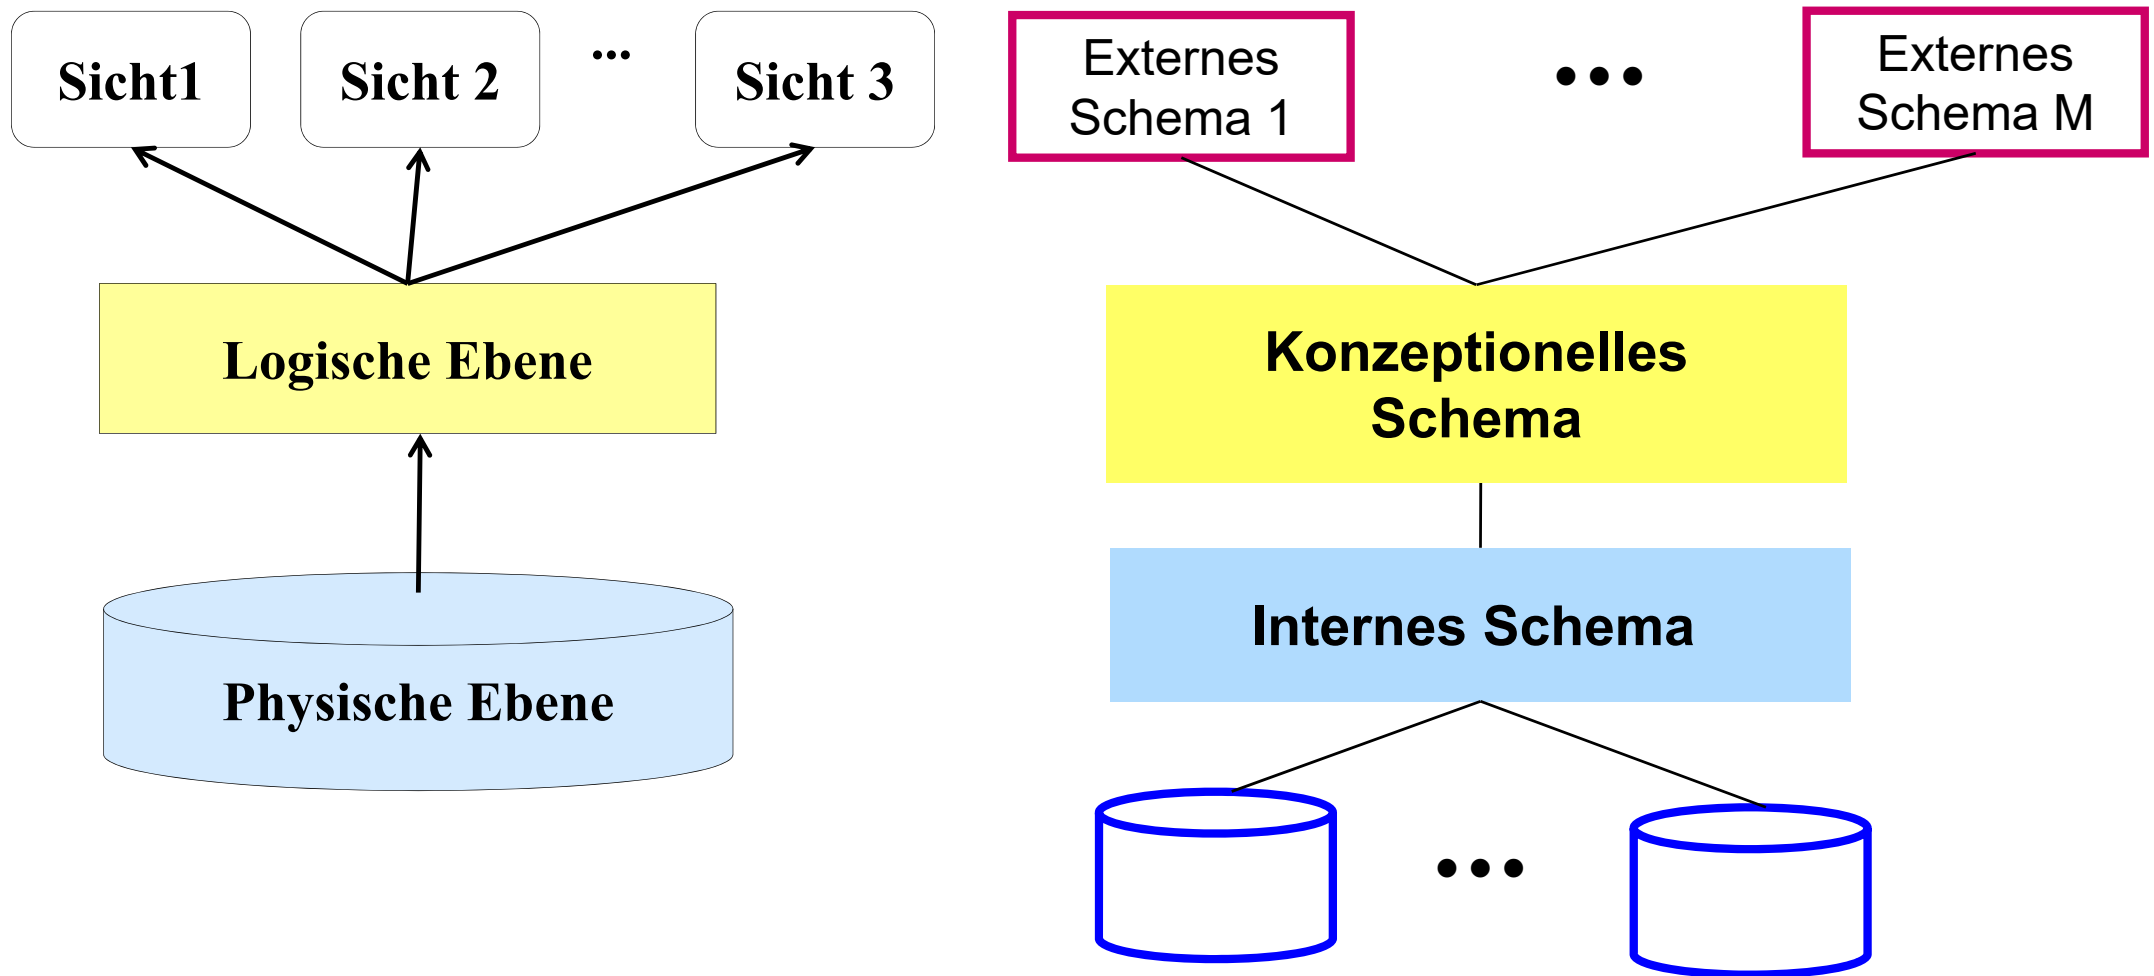 Sicht1
Sicht 2
...
Sicht 3
Logische Ebene
Physische Ebene
Externes
Schema 1
•••
Externes
Schema M
Konzeptionelles
Schema
Internes Schema
•••